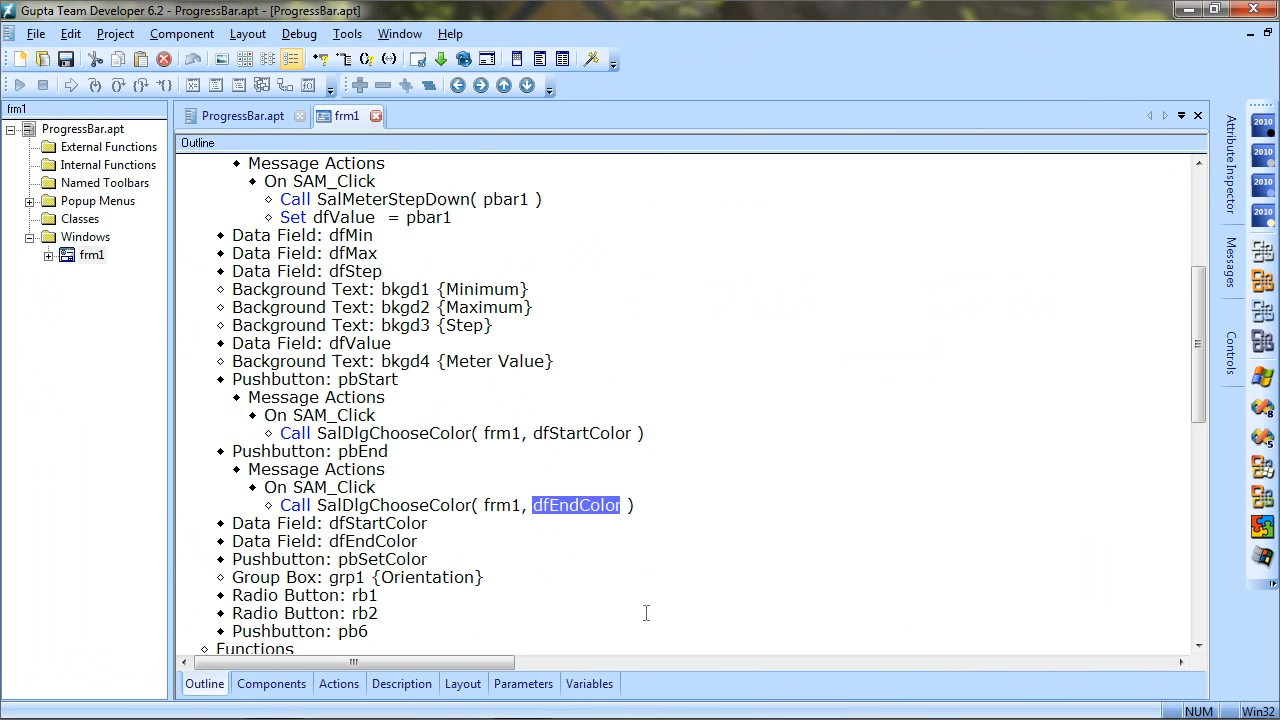 Gupta Team Developer 6.2 - ProgressBar.apt - [ProgressBar.apt]
File Edit Project Component Layout Debug Tools Window Help
frm1
ProgressBar.apt
External Functions
Internal Functions
Named Toolbars
Popup Menus
Classes
Windows
frm1
ProgressBar.apt frm1
Outline
Message Actions
On SAM_Click
Call SalMeterStepDown( pbar1 )
Set dfValue = pbar1
Data Field: dfMin
Data Field: dfMax
Data Field: dfStep
Background Text: bkgd1 {Minimum}
Background Text: bkgd2 {Maximum}
Background Text: bkgd3 {Step}
Data Field: dfValue
Background Text: bkgd4 {Meter Value}
Pushbutton: pbStart
Message Actions
On SAM_Click
Call SalDlgChooseColor( frm1, dfStartColor )
Pushbutton: pbEnd
Message Actions
On SAM_Click
Call SalDlgChooseColor( frm1, dfEndColor )
Data Field: dfStartColor
Data Field: dfEndColor
Pushbutton: pbSetColor
Group Box: grp1 {Orientation}
Radio Button: rb1
Radio Button: rb2
Pushbutton: pb6
Functions
Outline Components Actions Description Layout Parameters Variables
Attribute Inspector
Messages
Controls
2010
2010
2010
2010
8
5
NUM Win32